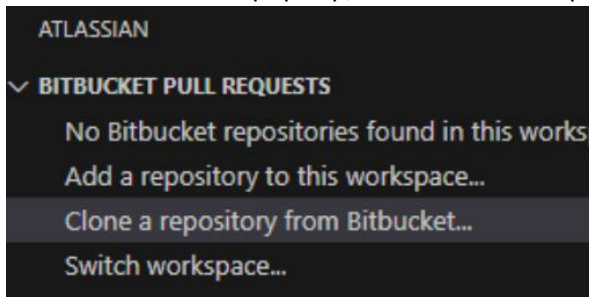 ATLASSIAN
BITBUCKET PULL REQUESTS
No Bitbucket repositories found in this works
Add a repository to this workspace...
Clone a repository from Bitbucket...
Switch workspace...